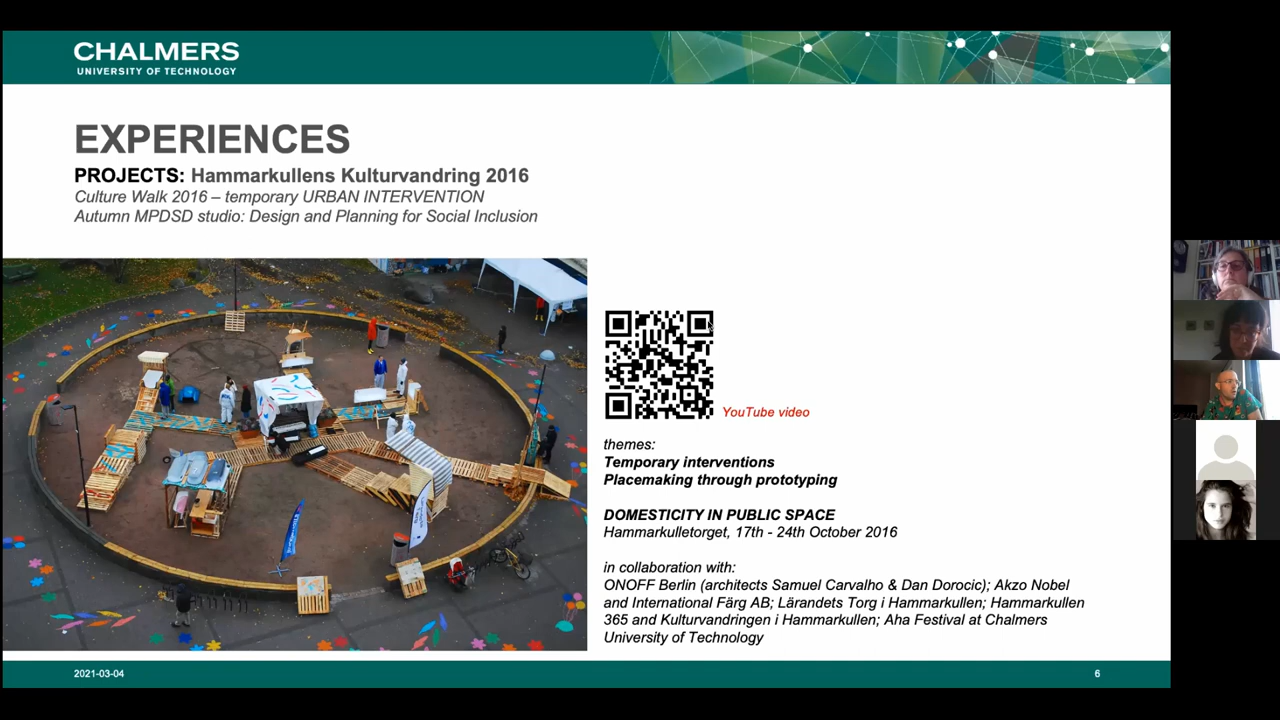 CHALMERS
UNIVERSITY OF TECHNOLOGY
EXPERIENCES
PROJECTS: Hammarkullens Kulturvandring 2016
Culture Walk 2016 – temporary URBAN INTERVENTION
Autumn MPDSD studio: Design and Planning for Social Inclusion
YouTube video
themes:
Temporary interventions
Placemaking through prototyping
DOMESTICITY IN PUBLIC SPACE
Hammarkulletorget, 17th - 24th October 2016
in collaboration with:
ONOFF Berlin (architects Samuel Carvalho & Dan Dorocic); Akzo Nobel
and International Färg AB; Lärandets Torg i Hammarkullen; Hammarkullen
365 and Kulturvandringen i Hammarkullen; Aha Festival at Chalmers
University of Technology
2021-03-04
6